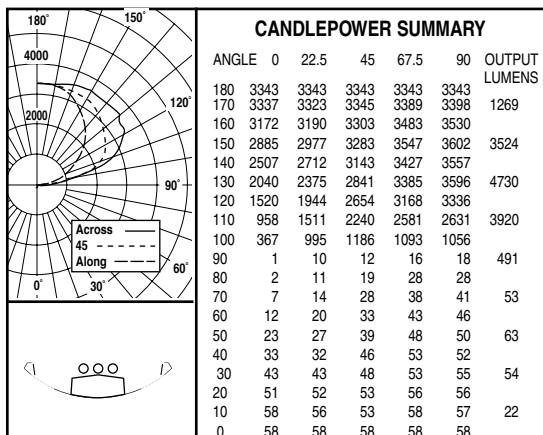 180° 150°
4000
120°
2000
90°
Across
45
Along
60°
0° 30°
CANDLEPOWER SUMMARY
ANGLE 0 22.5 45 67.5 90 OUTPUT
LUMENS
180 3343 3343 3343 3343 3343
170 3337 3323 3345 3389 3398 1269
160 3172 3190 3303 3483 3530
150 2885 2977 3283 3547 3602 3524
140 2507 2712 3143 3427 3557
130 2040 2375 2841 3385 3596 4730
120 1520 1944 2654 3168 3336
110 958 1511 2240 2581 2631 3920
100 367 995 1186 1093 1056
90 1 10 12 16 18 491
80 2 11 19 28 28
70 7 14 28 38 41 53
60 12 20 33 43 46
50 23 27 39 48 50 63
40 33 32 46 53 52
30 43 43 48 53 55 54
20 51 52 53 56 56
10 58 56 53 58 57 22
0 58 58 58 58 58